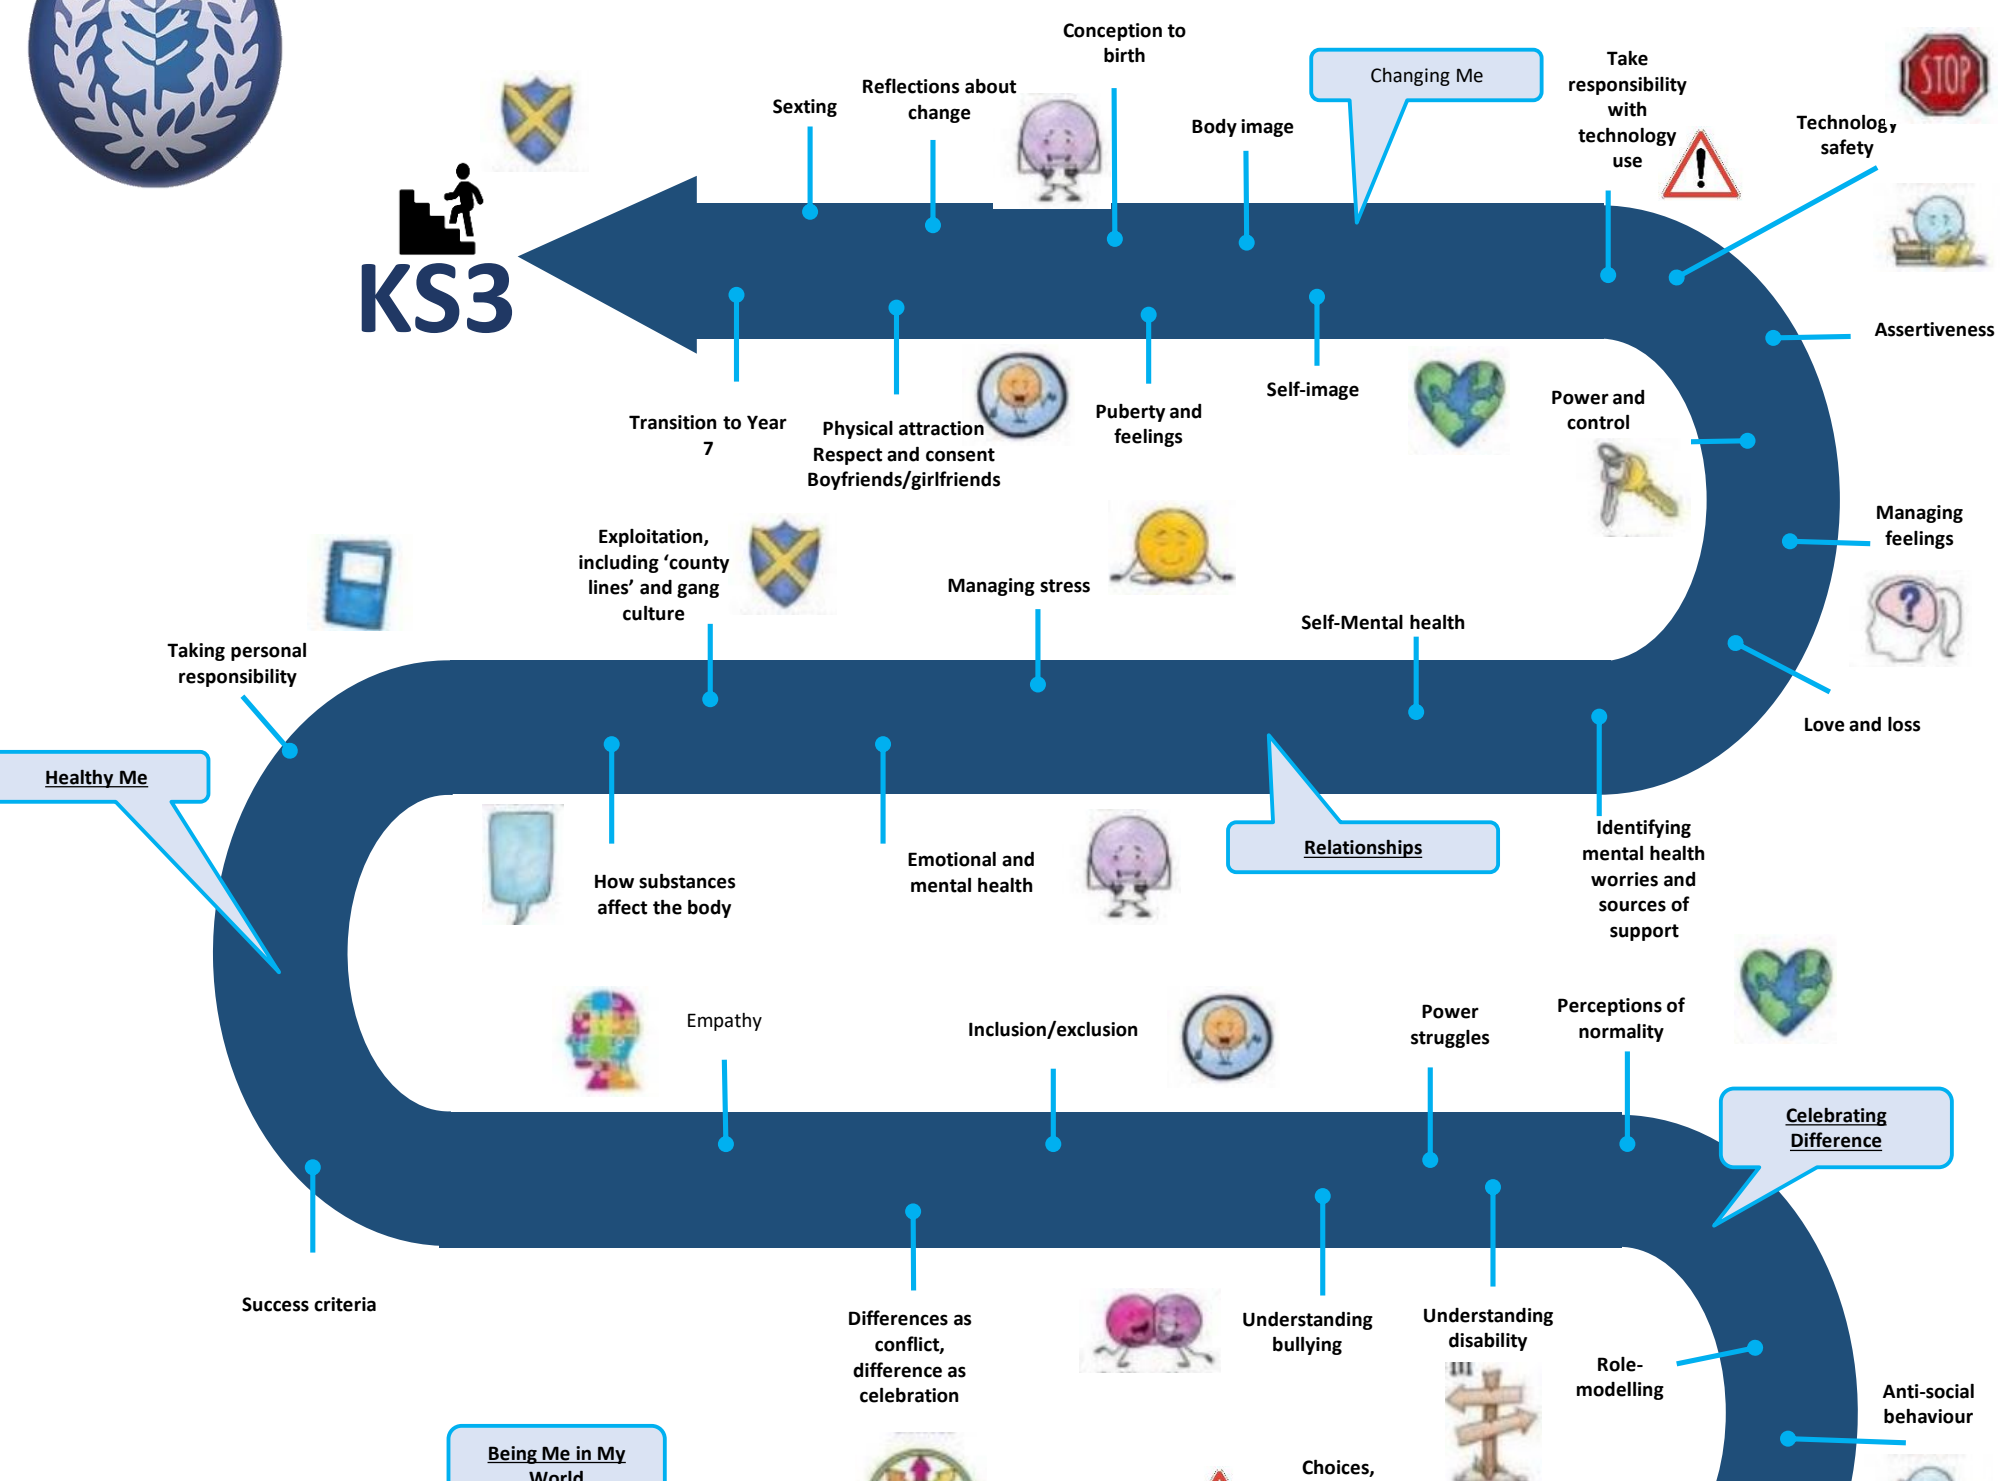 Conception to
birth
Changing Me
Take
responsibility
with
technology
use
STOP
Technology
safety
Reflections about
change
Sexting
Body image
KS3
Assertiveness
Transition to Year
7
Physical attraction
Respect and consent
Boyfriends/girlfriends
Puberty and
feelings
Self-image
Power and
control
Managing
feelings
Exploitation,
including ‘county
lines’ and gang
culture
Managing stress
Self-Mental health
?
Taking personal
responsibility
Love and loss
Healthy Me
How substances
affect the body
Emotional and
mental health
Relationships
Identifying
mental health
worries and
sources of
support
Empathy
Inclusion/exclusion
Power
struggles
Perceptions of
normality
Celebrating
Difference
Success criteria
Differences as
conflict,
difference as
celebration
Understanding
bullying
Understanding
disability
Role-
modelling
Anti-social
behaviour
Being Me in My
World
Choices,